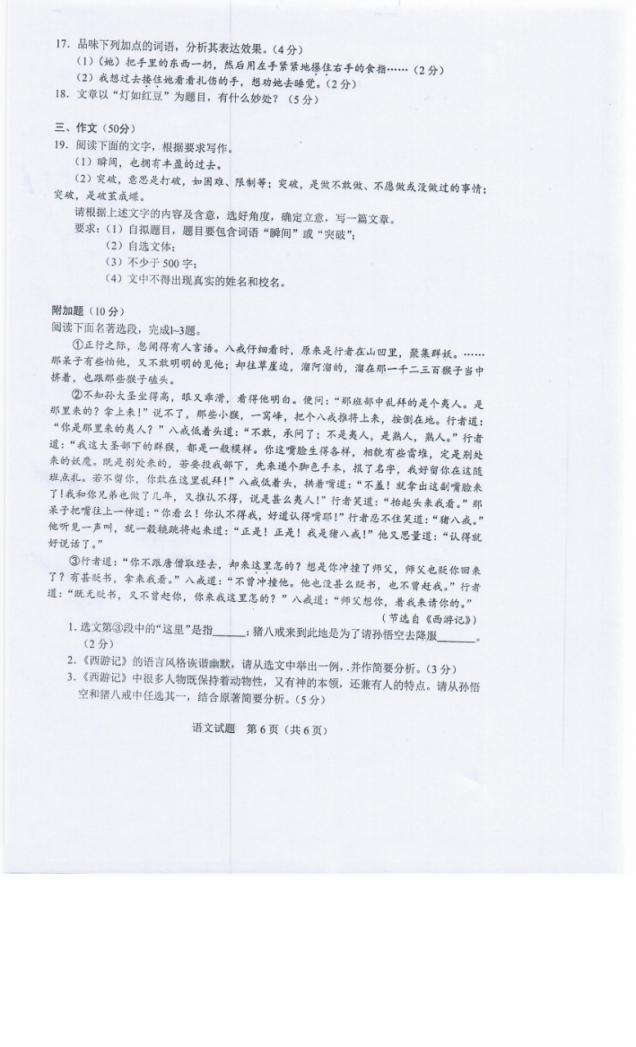 17. 品味下列加点的词语，分析其表达效果。（4分）
（1）（她）把手里的东西一扔，然后用左手紧紧地握住右手的食指……（2分）
（2）我想过去搂住她看看扎伤的手，想劝她去睡觉。（2分）
18. 文章以“灯如红豆”为题目，有什么妙处？（5分）
三、作文（50分）
19. 阅读下面的文字，根据要求写作。
（1）瞬间，也拥有丰盈的过去。
（2）突破，意思是打破，如困难、限制等；突破，是做不敢做、不愿做或没做过的事情；
突破，是破茧成蝶。
请根据上述文字的内容及含意，选好角度，确定立意，写一篇文章。
要求：（1）自拟题目，题目要包含词语“瞬间”或“突破”；
（2）自选文体；
（3）不少于 500 字；
（4）文中不得出现真实的姓名和校名。
附加题（10 分）
阅读下面名著选段，完成1~3题。
①正行之际，忽闻得有人言语。八戒仔细看时，原来是行者在山凹里，聚集群妖。……
那呆子有些怕他，又不敢明明的见他；却往草崖边，溜阿溜的，溜在那一千二三百猴子当中
挤着，也跟那些猴子磕头。
②不知孙大圣坐得高，眼又乖滑，看得他明白。便问：“那班部中乱拜的是个夷人。是
那里来的？拿上来！”说不了，那些小猴，一窝蜂，把个八戒推将上来，按倒在地。行者道：
“你是那里来的夷人？”八戒低着头道：“不敢，承问了；不是夷人，是熟人，熟人。”行者
道：“我这大圣部下的群猴，都是一般模样。你这嘴脸生得各样，相貌有些雷堆，定是别处
来的妖魔。既是别处来的，若要投我部下，先来递个脚色手本，报了名字，我好留你在这随
班点札。若不留你，你敢在这里乱拜！”八戒低着头，拱着嘴道：“不羞！就拿出这副嘴脸来
了！我和你兄弟也做了几年，又推认不得，说是甚么夷人！”行者笑道：“抬起头来我看。”那
呆子把嘴往上一伸道：“你看么！你认不得我，好道认得嘴耶！”行者忍不住笑道：“猪八戒。”
他听见一声叫，就一毂辘跳将起来道：“正是！正是！我是猪八戒！”他又思量道：“认得就
好说话了。”
③行者道：“你不跟唐僧取经去，却来这里怎的？想是你冲撞了师父，师父也贬你回来
了？有甚贬书，拿来我看。”八戒道：“不曾冲撞他。他也没甚么贬书，也不曾赶我。”行者
道：“既无贬书，又不曾赶你，你来我这里怎的？”八戒道：“师父想你，着我来请你的。”
（节选自《西游记》）
1. 选文第③段中的“这里”是指______；猪八戒来到此地是为了请孙悟空去降服______。
（2 分）
2.《西游记》的语言风格诙谐幽默，请从选文中举出一例，并作简要分析。（3 分）
3.《西游记》中很多人物既保持着动物性，又有神的本领，还兼有人的特点。请从孙悟
空和猪八戒中任选其一，结合原著简要分析。（5 分）
语文试题 第 6 页（共 6 页）